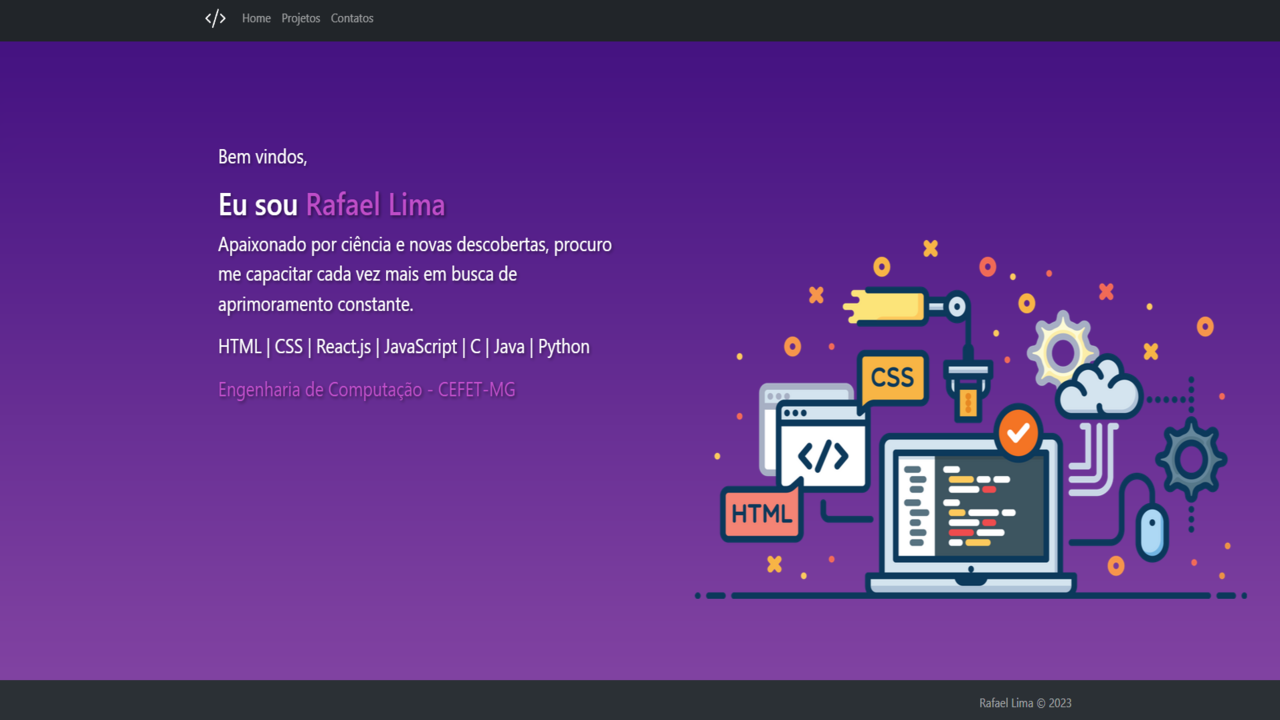 </> Home Projetos Contatos
Bem vindos,
Eu sou Rafael Lima
Apaixonado por ciência e novas descobertas, procuro
me capacitar cada vez mais em busca de
aprimoramento constante.
HTML | CSS | React.js | JavaScript | C | Java | Python
Engenharia de Computação - CEFET-MG
CSS
</>
HTML
Rafael Lima © 2023